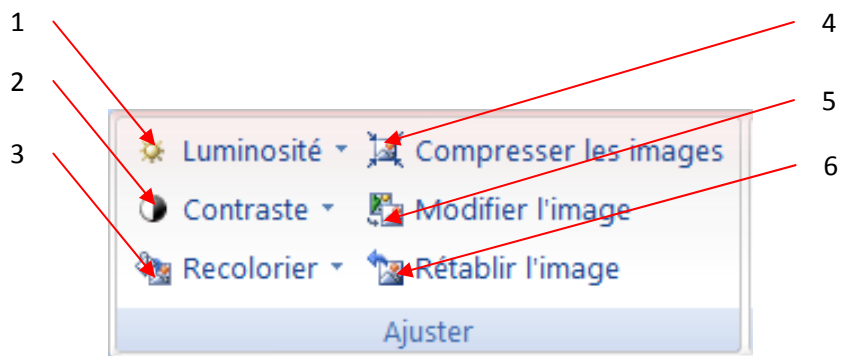 1
4
2
5
3
6
Luminosité
Compresser les images
Contraste
Modifier l'image
Recolorier
Rétablir l'image
Ajuster